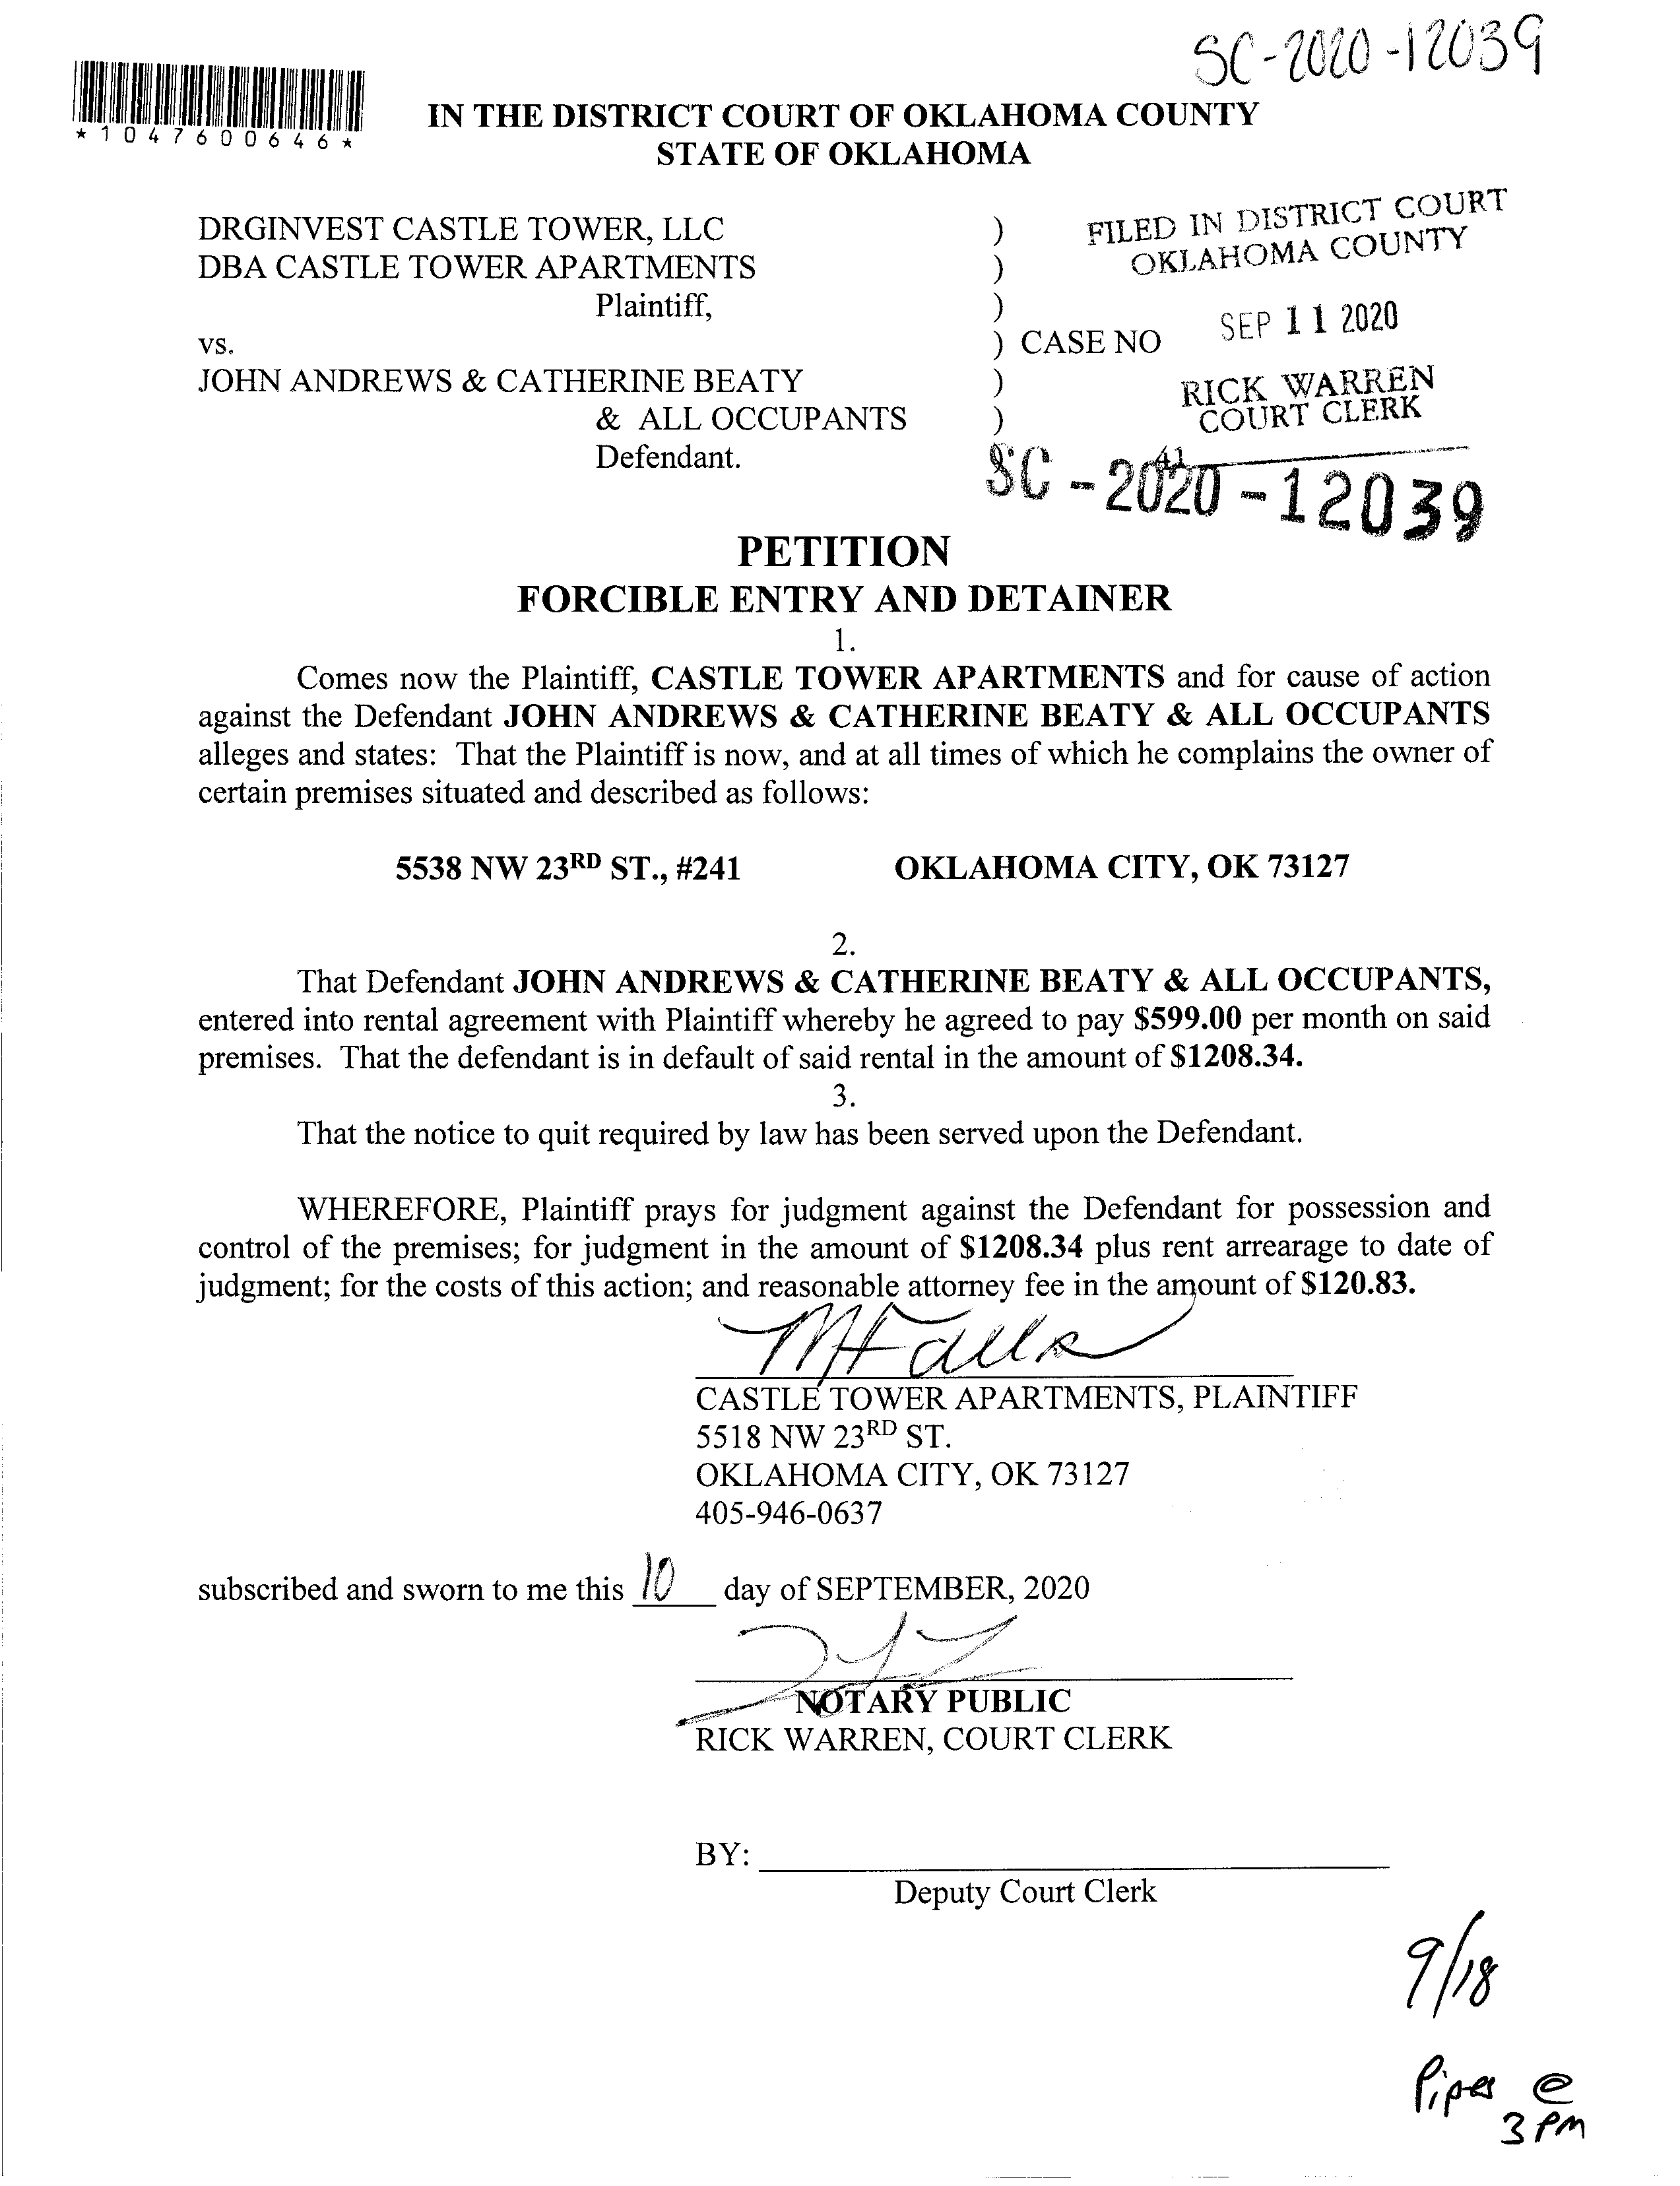 SC-2020-12039
*1047600646*
IN THE DISTRICT COURT OF OKLAHOMA COUNTY
STATE OF OKLAHOMA
FILED IN DISTRICT COURT
OKLAHOMA COUNTY
SEP 11 2020
RICK WARREN
COURT CLERK
41
SC-2020-12039
DRGINVEST CASTLE TOWER, LLC )
DBA CASTLE TOWER APARTMENTS )
Plaintiff, )
vs. ) CASE NO
JOHN ANDREWS & CATHERINE BEATY )
& ALL OCCUPANTS )
Defendant.
PETITION
FORCIBLE ENTRY AND DETAINER
1.
Comes now the Plaintiff, CASTLE TOWER APARTMENTS and for cause of action
against the Defendant JOHN ANDREWS & CATHERINE BEATY & ALL OCCUPANTS
alleges and states: That the Plaintiff is now, and at all times of which he complains the owner of
certain premises situated and described as follows:
5538 NW 23RD ST., #241 OKLAHOMA CITY, OK 73127
2.
That Defendant JOHN ANDREWS & CATHERINE BEATY & ALL OCCUPANTS,
entered into rental agreement with Plaintiff whereby he agreed to pay $599.00 per month on said
premises. That the defendant is in default of said rental in the amount of $1208.34.
3.
That the notice to quit required by law has been served upon the Defendant.
WHEREFORE, Plaintiff prays for judgment against the Defendant for possession and
control of the premises; for judgment in the amount of $1208.34 plus rent arrearage to date of
judgment; for the costs of this action; and reasonable attorney fee in the amount of $120.83.
CASTLE TOWER APARTMENTS, PLAINTIFF
5518 NW 23RD ST.
OKLAHOMA CITY, OK 73127
405-946-0637
subscribed and sworn to me this 10 day of SEPTEMBER, 2020
NOTARY PUBLIC
RICK WARREN, COURT CLERK
BY:
Deputy Court Clerk
9/18
@
3 PM